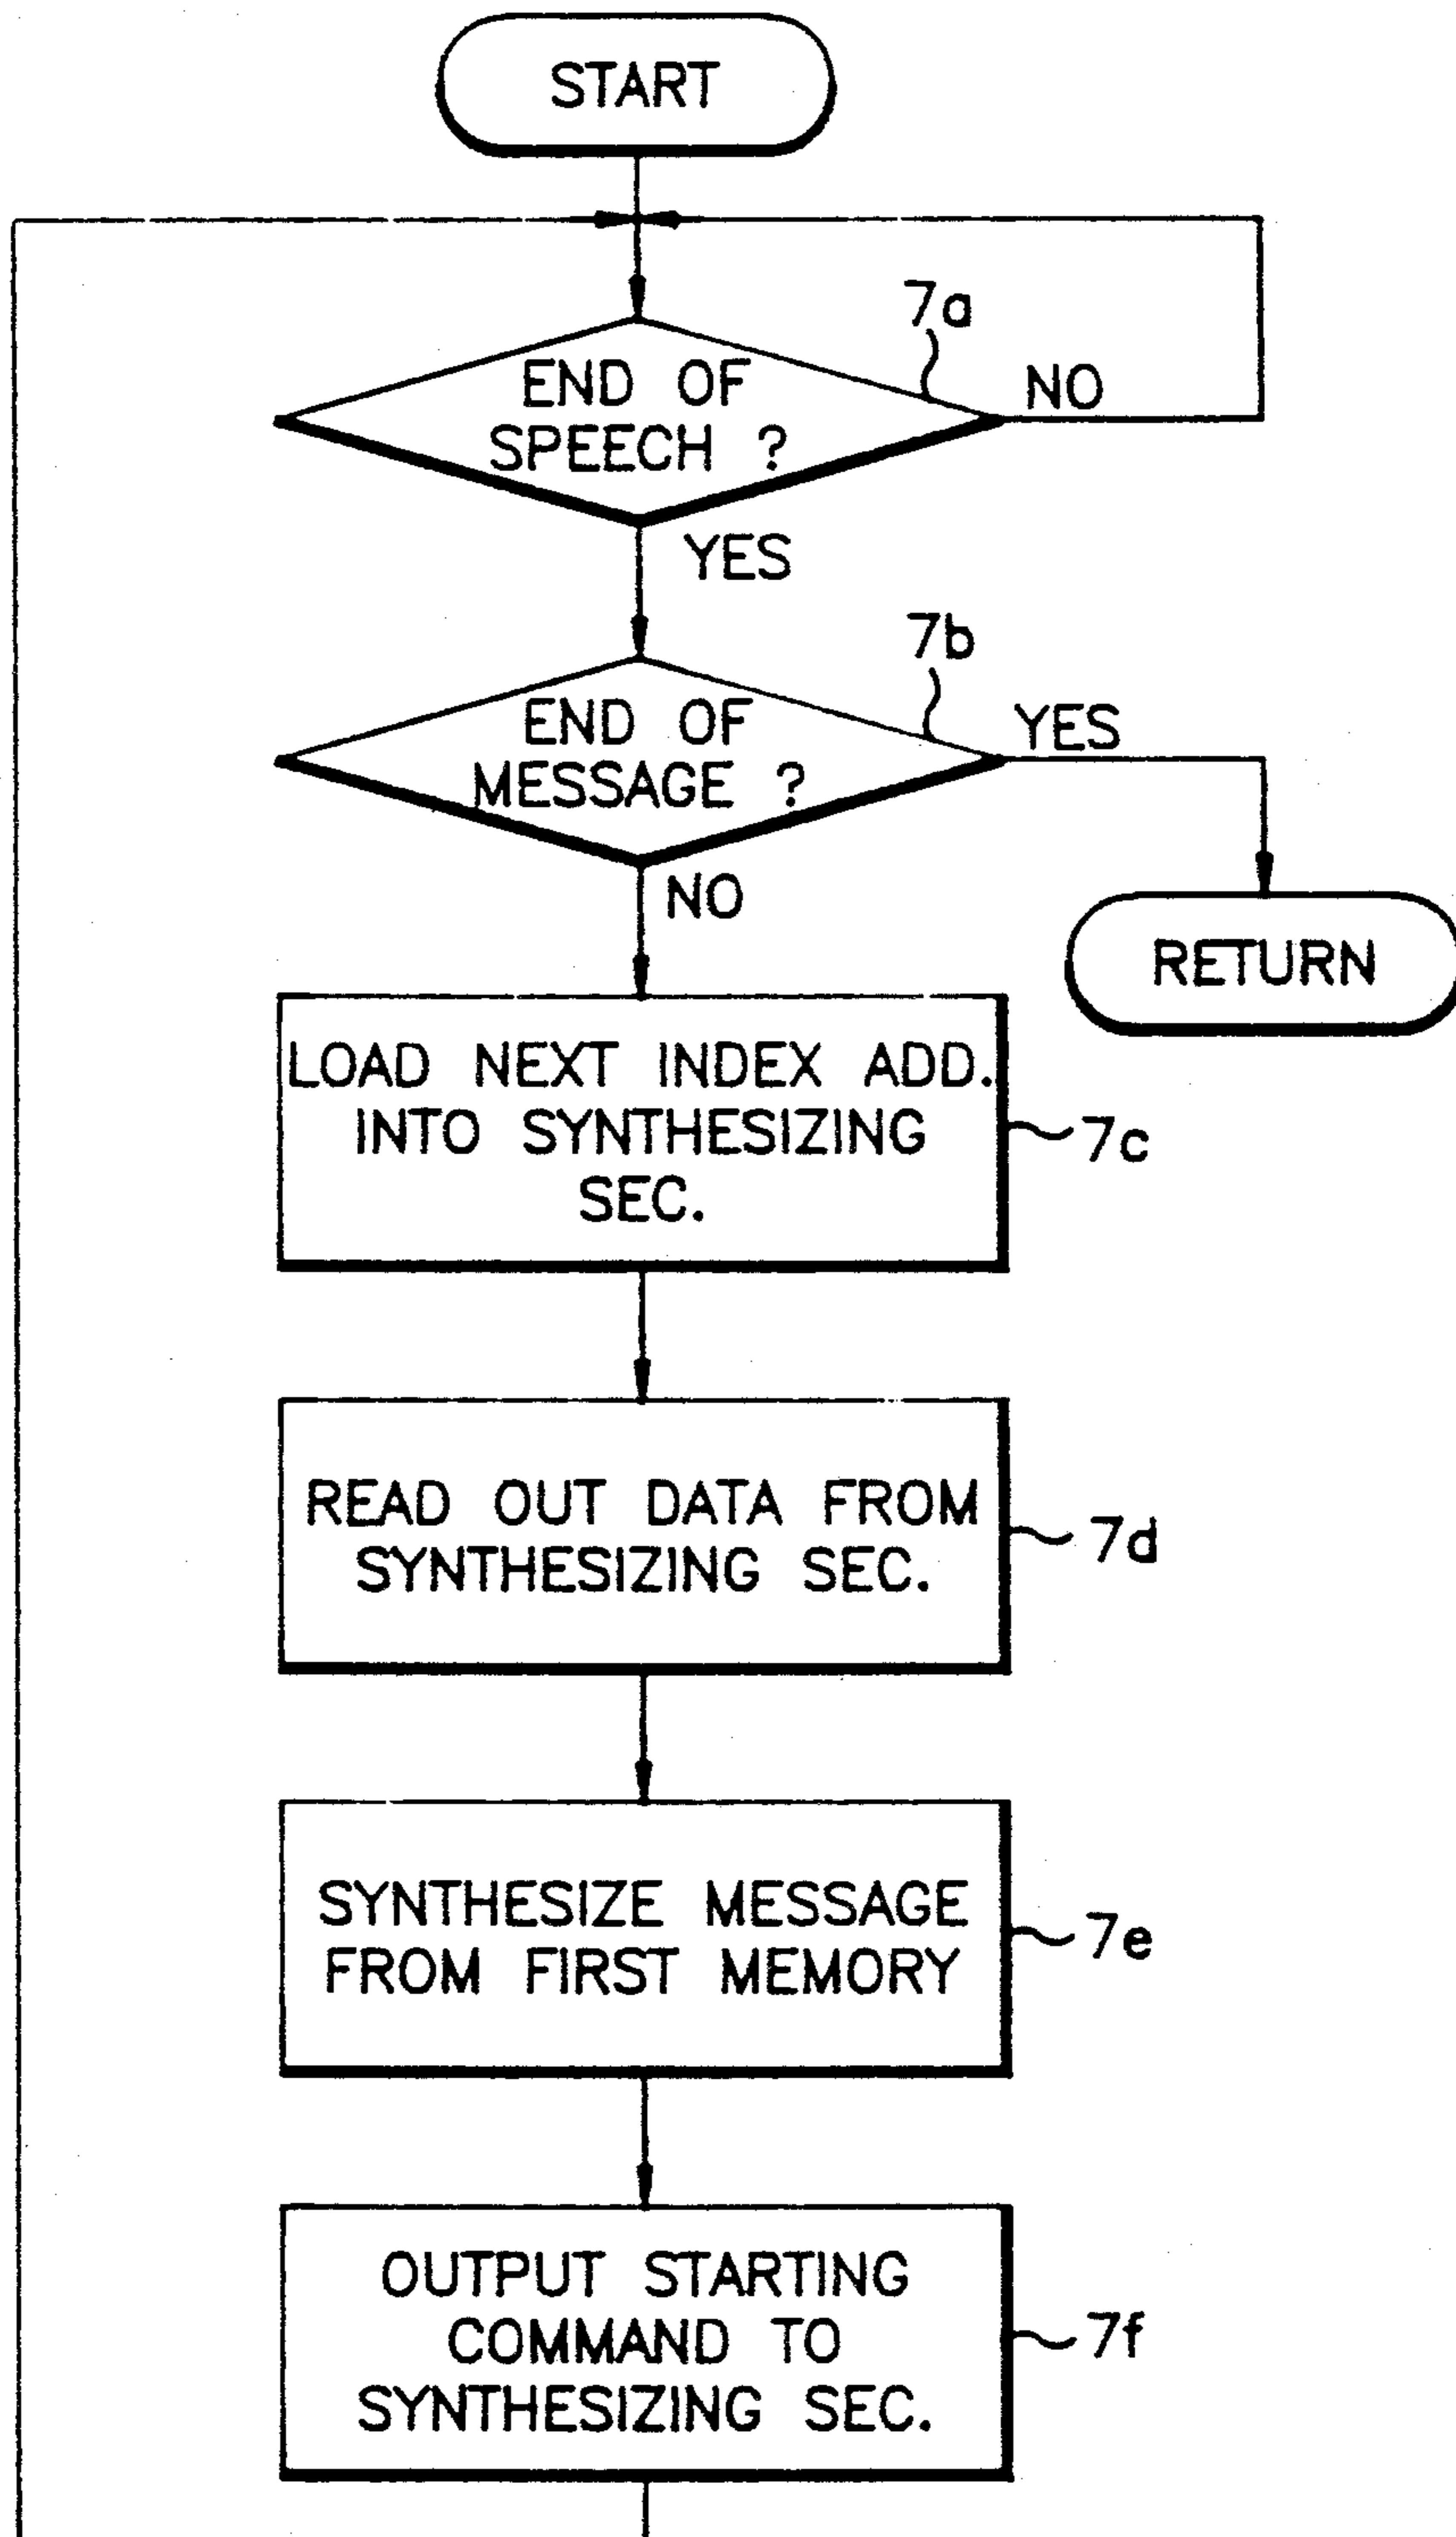 START
7a
END OF
SPEECH ?
NO
YES
7b
END OF
MESSAGE ?
YES
NO
RETURN
LOAD NEXT INDEX ADD.
INTO SYNTHESIZING
SEC.
7c
READ OUT DATA FROM
SYNTHESIZING SEC.
7d
SYNTHESIZE MESSAGE
FROM FIRST MEMORY
7e
OUTPUT STARTING
COMMAND TO
SYNTHESIZING SEC.
7f